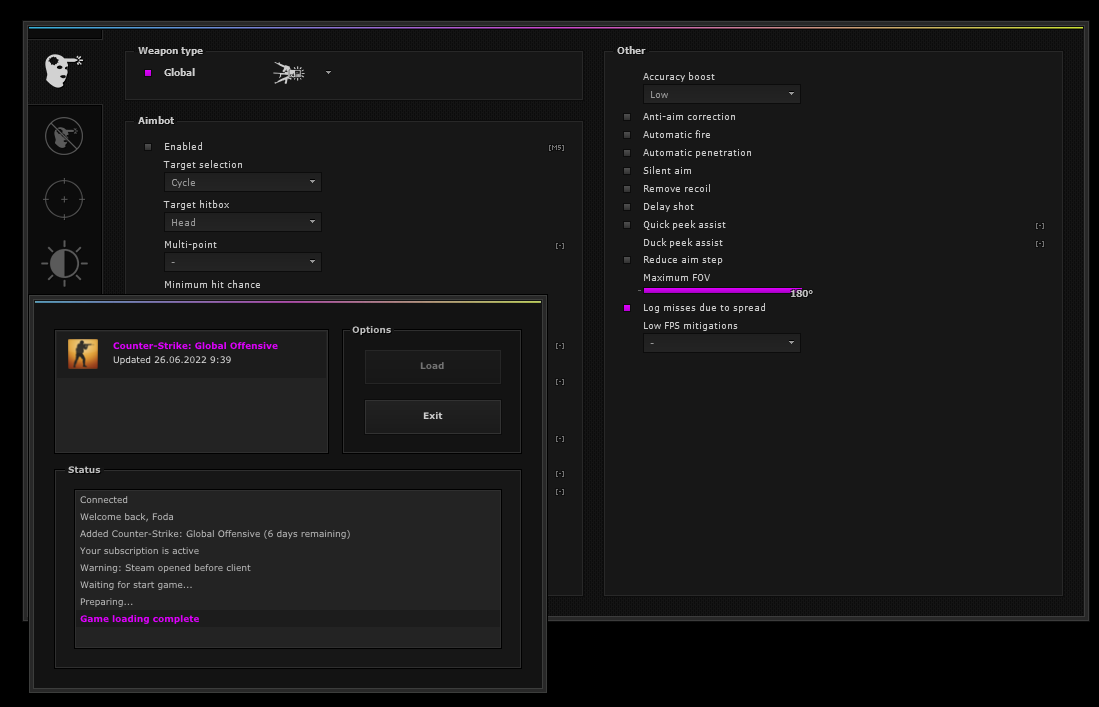 Weapon type
Global
Aimbot
Enabled
[M5]
Target selection
Cycle
Target hitbox
Head
Multi-point
[-]
-
Minimum hit chance
[-]
[-]
[-]
[-]
[-]
Other
Accuracy boost
Low
Anti-aim correction
Automatic fire
Automatic penetration
Silent aim
Remove recoil
Delay shot
Quick peek assist
[-]
Duck peek assist
[-]
Reduce aim step
Maximum FOV
-
180°
Log misses due to spread
Low FPS mitigations
-
Counter-Strike: Global Offensive
Updated 26.06.2022 9:39
Options
Load
Exit
Status
Connected
Welcome back, Foda
Added Counter-Strike: Global Offensive (6 days remaining)
Your subscription is active
Warning: Steam opened before client
Waiting for start game...
Preparing...
Game loading complete